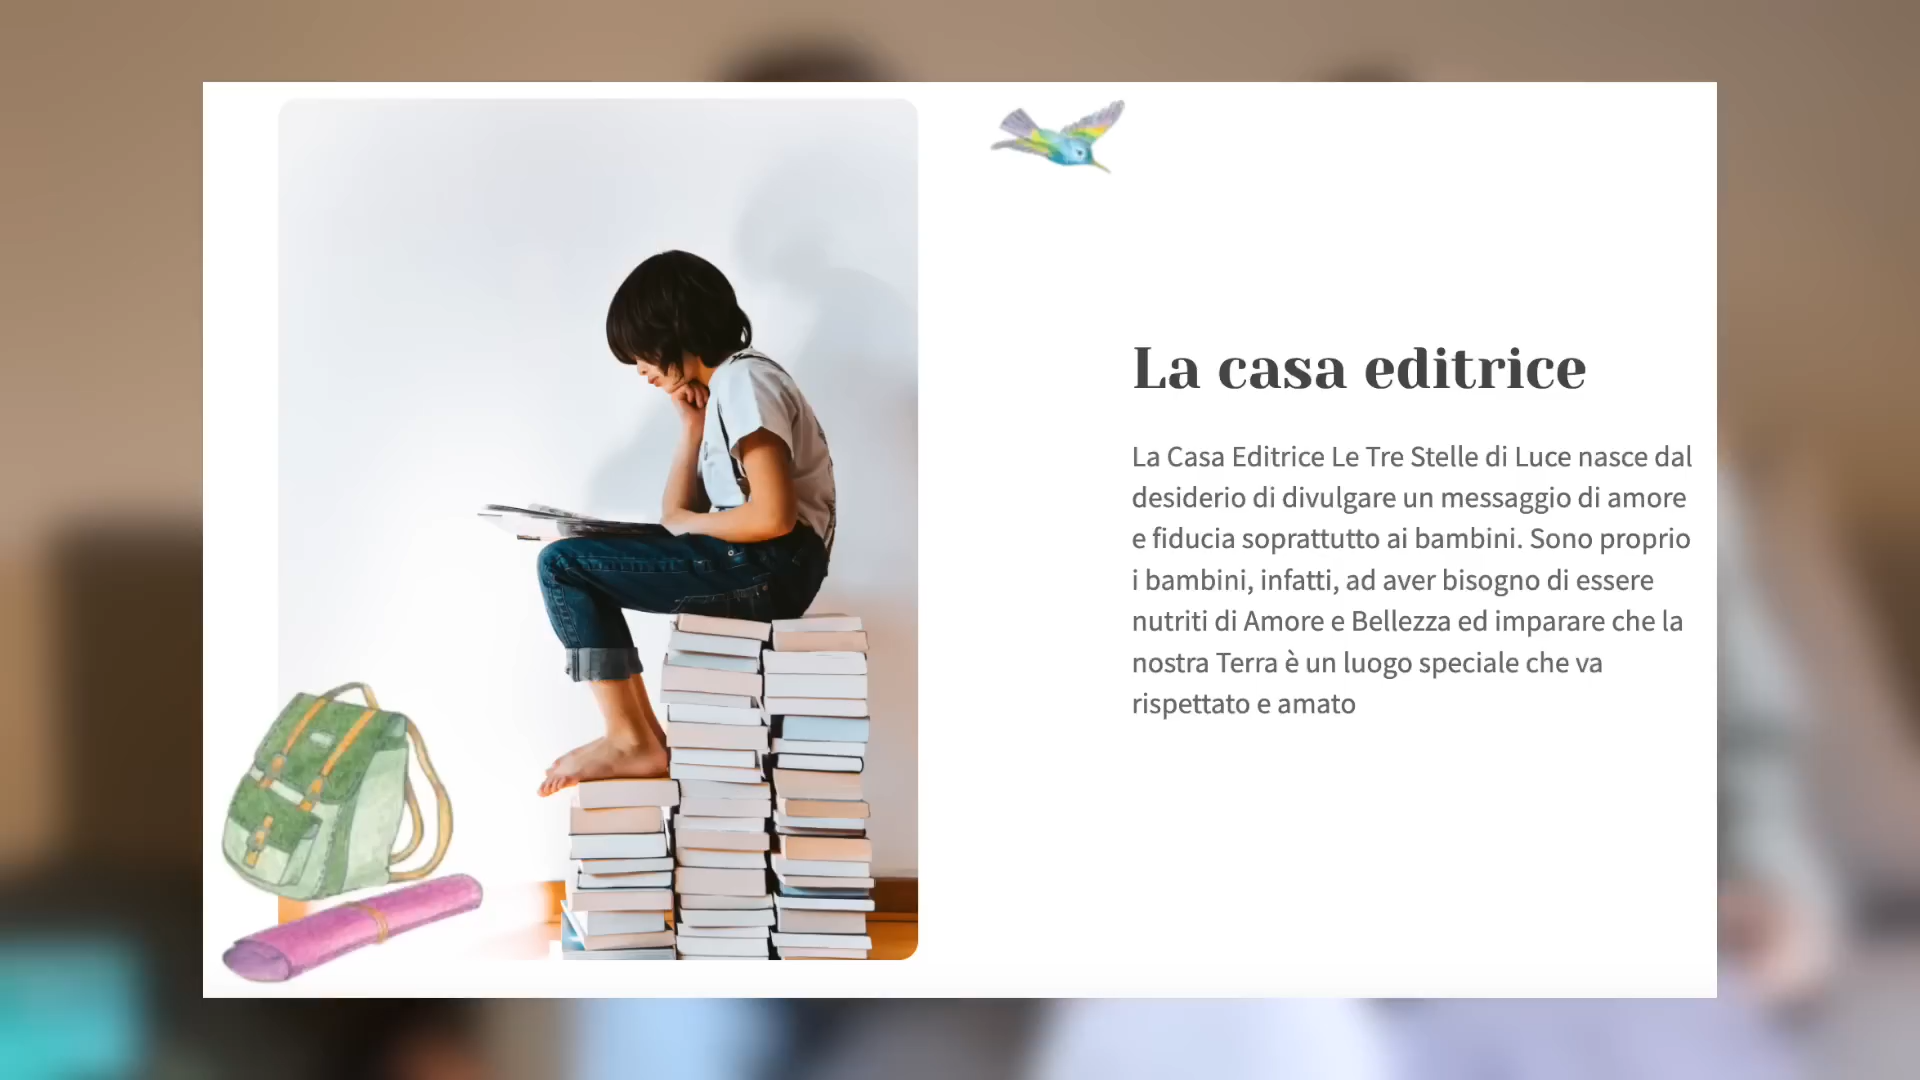 La casa editrice
La Casa Editrice Le Tre Stelle di Luce nasce dal
desiderio di divulgare un messaggio di amore
e fiducia soprattutto ai bambini. Sono proprio
i bambini, infatti, ad aver bisogno di essere
nutriti di Amore e Bellezza ed imparare che la
nostra Terra è un luogo speciale che va
rispettato e amato